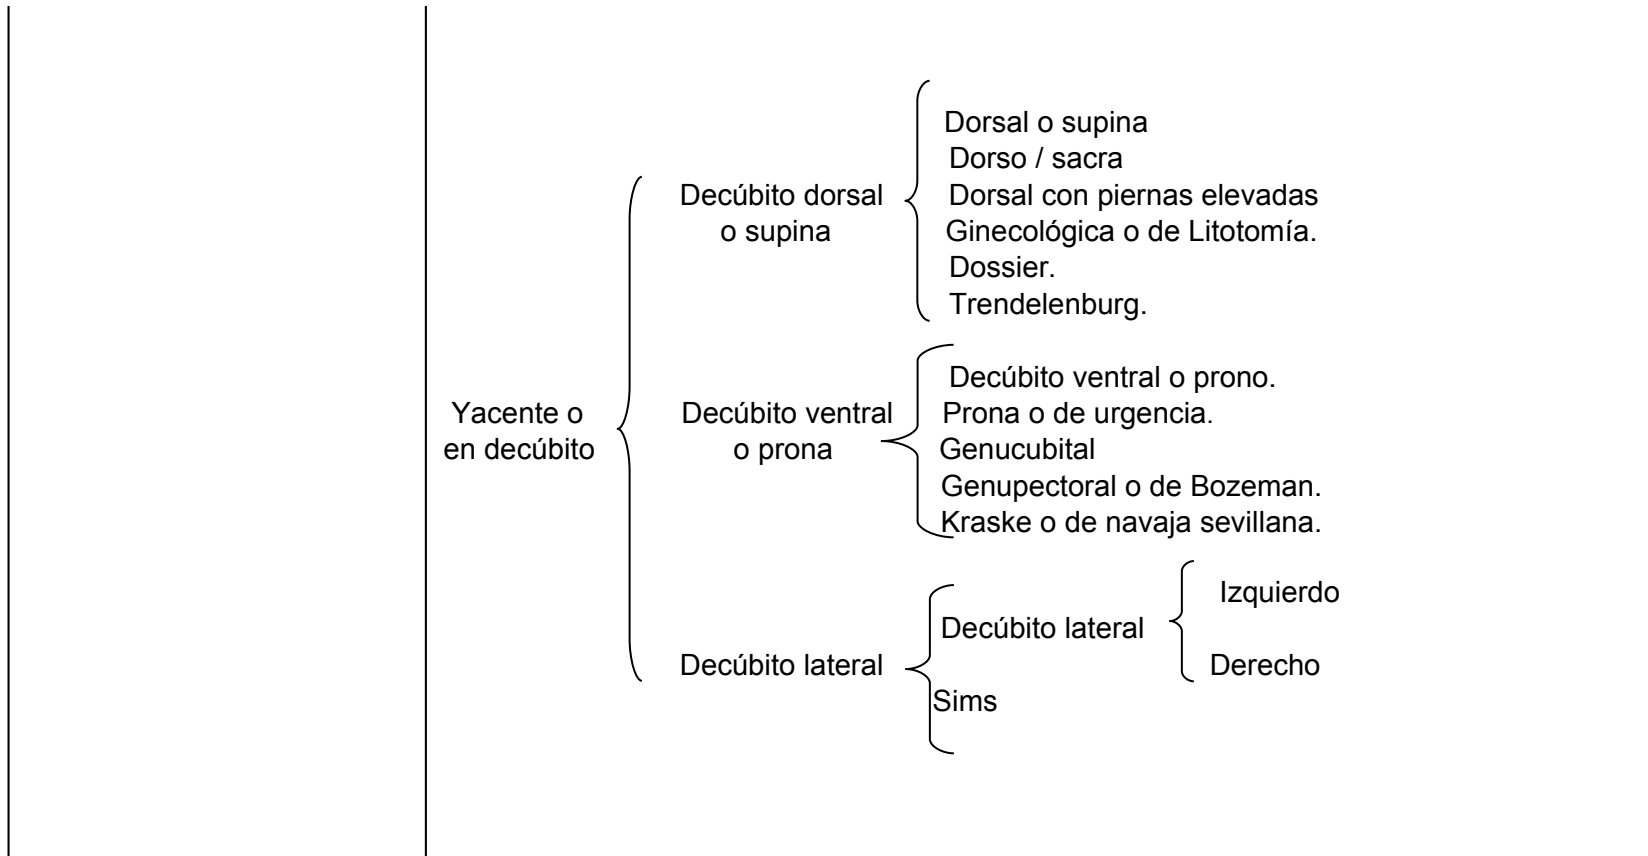 Dorsal o supina
Dorso / sacra
Decúbito dorsal
o supina
Dorsal con piernas elevadas
Ginecológica o de Litotomía.
Dossier.
Trendelenburg.
Yacente o
en decúbito
Decúbito ventral
o prona
Decúbito ventral o prono.
Prona o de urgencia.
Genucubital
Genupectoral o de Bozeman.
Kraske o de navaja sevillana.
Decúbito lateral
Decúbito lateral
Izquierdo
Derecho
Sims